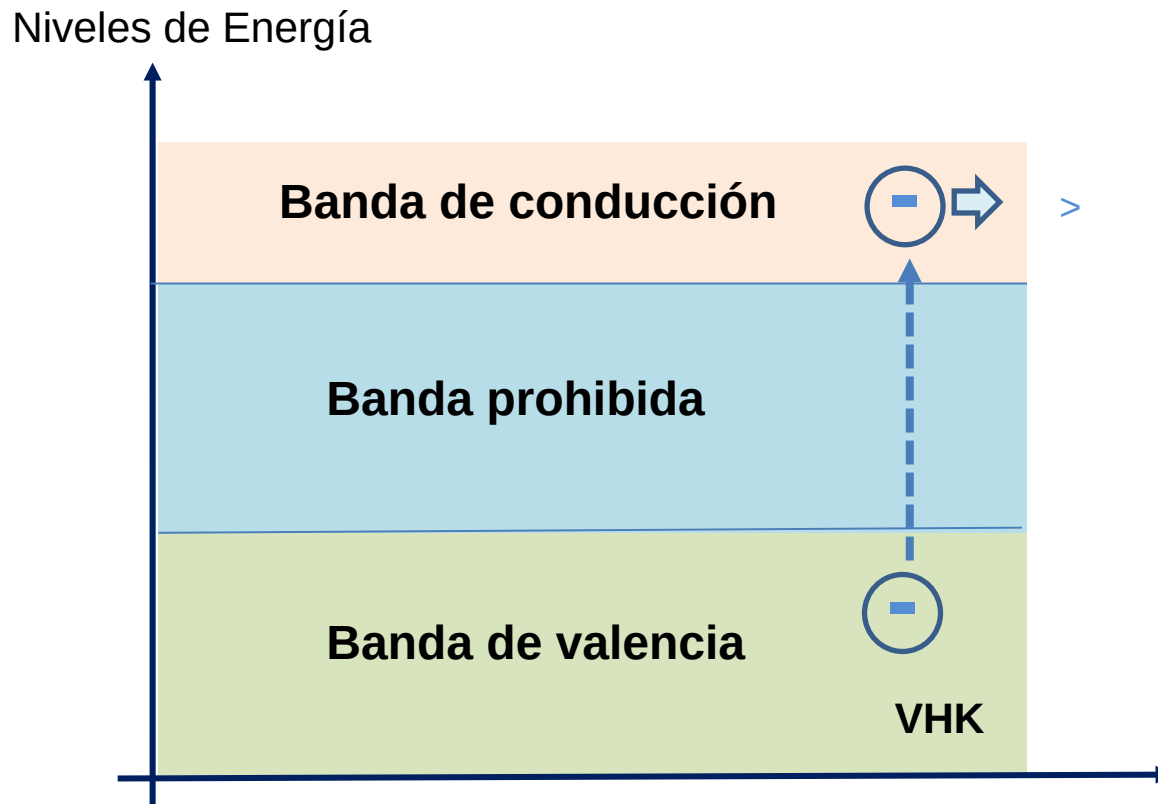 Niveles de Energía
Banda de conducción
>
Banda prohibida
Banda de valencia
VHK